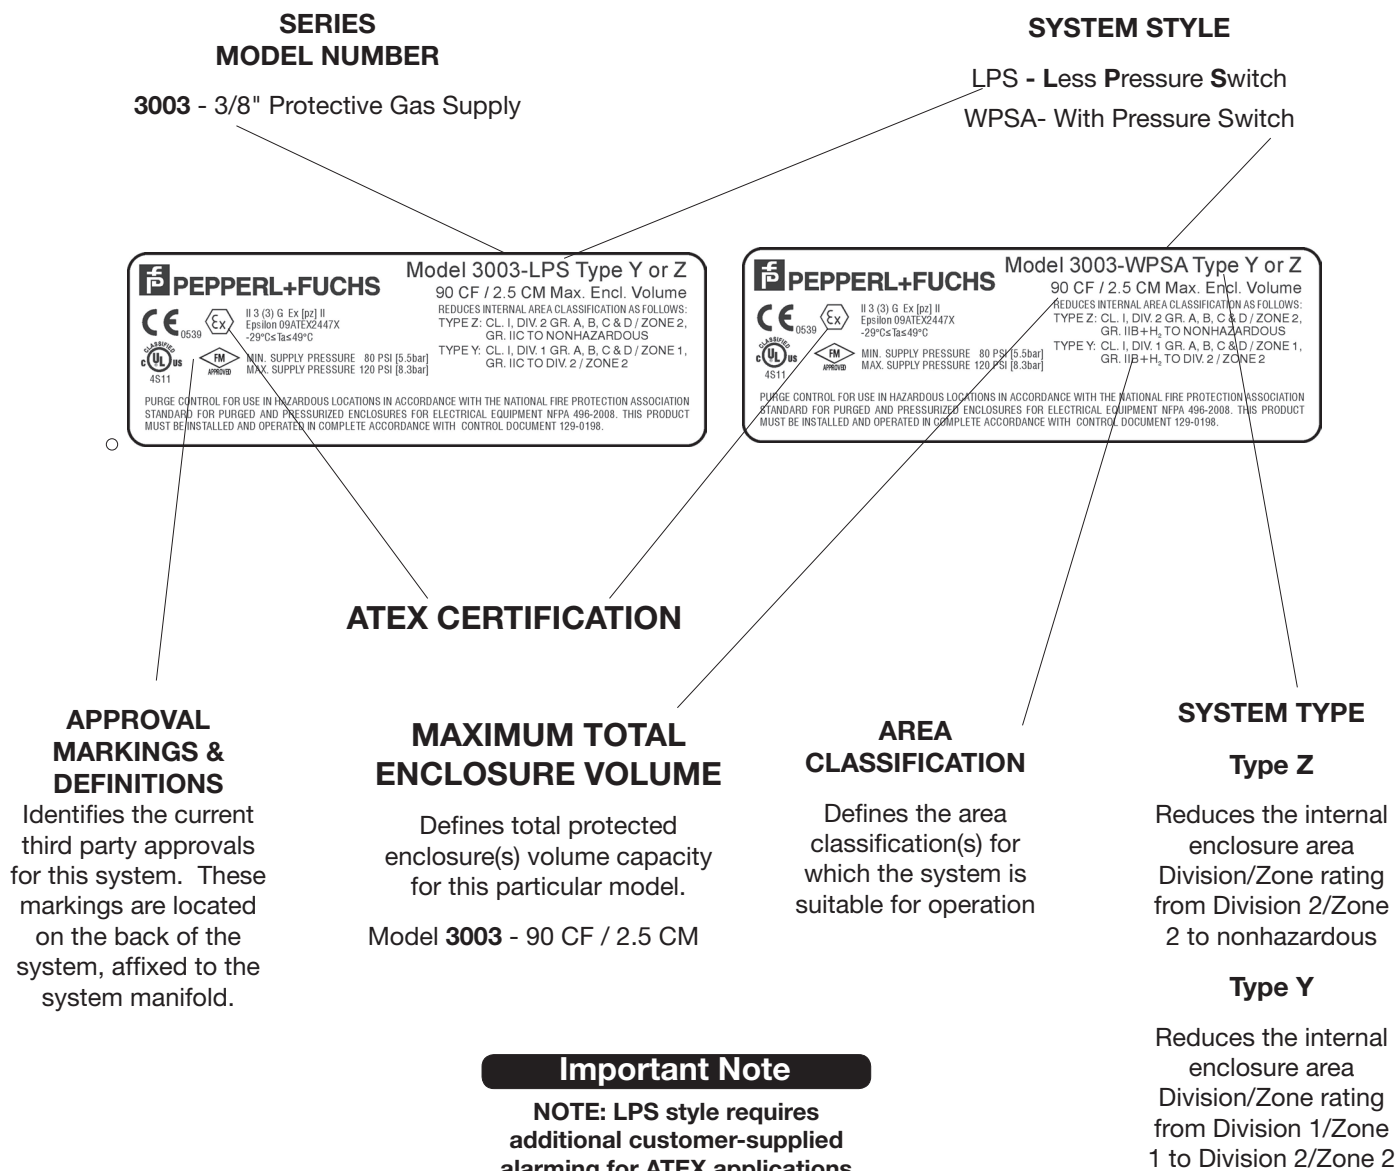 SERIES
MODEL NUMBER
3003 - 3/8" Protective Gas Supply
SYSTEM STYLE
LPS - Less Pressure Switch
WPSA- With Pressure Switch
PEPPERL+FUCHS
Model 3003-LPS Type Y or Z
90 CF / 2.5 CM Max. Encl. Volume
REDUCES INTERNAL AREA CLASSIFICATION AS FOLLOWS:
TYPE Z: CL. I, DIV. 2 GR. A, B, C & D / ZONE 2,
GR. IIC TO NONHAZARDOUS
TYPE Y: CL. I, DIV. 1 GR. A, B, C & D / ZONE 1,
GR. IIC TO DIV. 2 / ZONE 2
CE 0539
Ex
II 3 (3) G Ex [pz] II
Epsilon 09ATEX2447X
-29°C≤Ta≤49°C
CLASSIFIED
C UL US
4S11
FM
APPROVED
MIN. SUPPLY PRESSURE 80 PSI [5.5bar]
MAX. SUPPLY PRESSURE 120 PSI [8.3bar]
PURGE CONTROL FOR USE IN HAZARDOUS LOCATIONS IN ACCORDANCE WITH THE NATIONAL FIRE PROTECTION ASSOCIATION
STANDARD FOR PURGED AND PRESSURIZED ENCLOSURES FOR ELECTRICAL EQUIPMENT NFPA 496-2008. THIS PRODUCT
MUST BE INSTALLED AND OPERATED IN COMPLETE ACCORDANCE WITH CONTROL DOCUMENT 129-0198.
PEPPERL+FUCHS
Model 3003-WPSA Type Y or Z
90 CF / 2.5 CM Max. Encl. Volume
REDUCES INTERNAL AREA CLASSIFICATION AS FOLLOWS:
TYPE Z: CL. I, DIV. 2 GR. A, B, C & D / ZONE 2,
GR. IIB+H₂ TO NONHAZARDOUS
TYPE Y: CL. I, DIV. 1 GR. A, B, C & D / ZONE 1,
GR. IIB+H₂ TO DIV. 2 / ZONE 2
CE 0539
Ex
II 3 (3) G Ex [pz] II
Epsilon 09ATEX2447X
-29°C≤Ta≤49°C
CLASSIFIED
C UL US
4S11
FM
APPROVED
MIN. SUPPLY PRESSURE 80 PSI [5.5bar]
MAX. SUPPLY PRESSURE 120 PSI [8.3bar]
PURGE CONTROL FOR USE IN HAZARDOUS LOCATIONS IN ACCORDANCE WITH THE NATIONAL FIRE PROTECTION ASSOCIATION
STANDARD FOR PURGED AND PRESSURIZED ENCLOSURES FOR ELECTRICAL EQUIPMENT NFPA 496-2008. THIS PRODUCT
MUST BE INSTALLED AND OPERATED IN COMPLETE ACCORDANCE WITH CONTROL DOCUMENT 129-0198.
ATEX CERTIFICATION
APPROVAL
MARKINGS &
DEFINITIONS
Identifies the current
third party approvals
for this system. These
markings are located
on the back of the
system, affixed to the
system manifold.
MAXIMUM TOTAL
ENCLOSURE VOLUME
Defines total protected
enclosure(s) volume capacity
for this particular model.
Model 3003 - 90 CF / 2.5 CM
AREA
CLASSIFICATION
Defines the area
classification(s) for
which the system is
suitable for operation
SYSTEM TYPE
Type Z
Reduces the internal
enclosure area
Division/Zone rating
from Division 2/Zone
2 to nonhazardous
Type Y
Reduces the internal
enclosure area
Division/Zone rating
from Division 1/Zone
1 to Division 2/Zone 2
Important Note
NOTE: LPS style requires
additional customer-supplied
alarming for ATEX applications